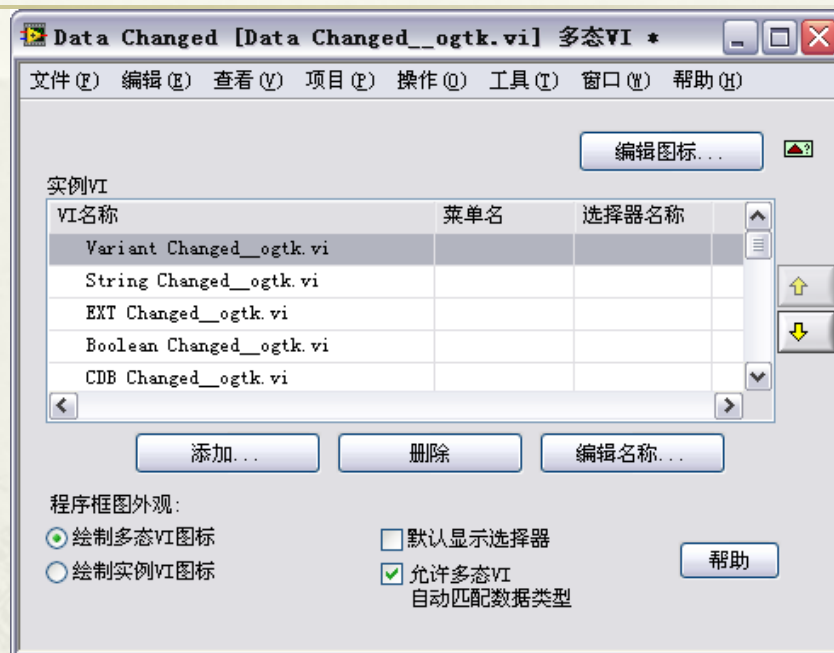 Data Changed [Data Changed__ogtk.vi] 多态VI *
文件(F) 编辑(E) 查看(V) 项目(P) 操作(O) 工具(T) 窗口(W) 帮助(H)
编辑图标...
实例VI
VI名称 菜单名 选择器名称
Variant Changed__ogtk.vi
String Changed__ogtk.vi
EXT Changed__ogtk.vi
Boolean Changed__ogtk.vi
CDB Changed__ogtk.vi
添加... 删除 编辑名称...
程序框图外观:
绘制多态VI图标 默认显示选择器
绘制实例VI图标 允许多态VI
自动匹配数据类型
帮助